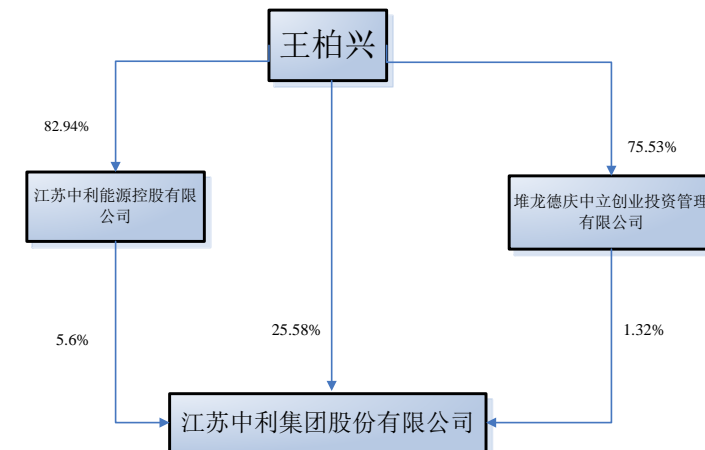 王柏兴
82.94%
75.53%
江苏中利能源控股有限
公司
堆龙德庆中立创业投资管理
有限公司
5.6%
25.58%
1.32%
江苏中利集团股份有限公司